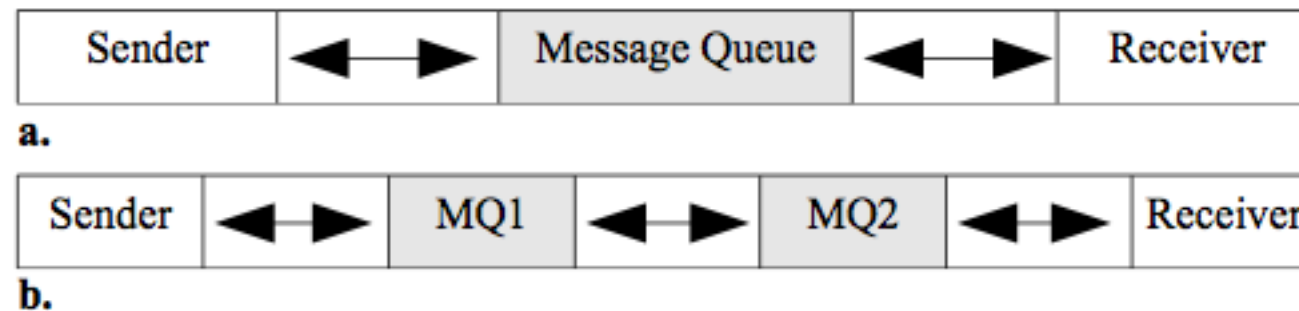 Sender Message Queue Receiver
a.
Sender MQ1 MQ2 Receiver
b.